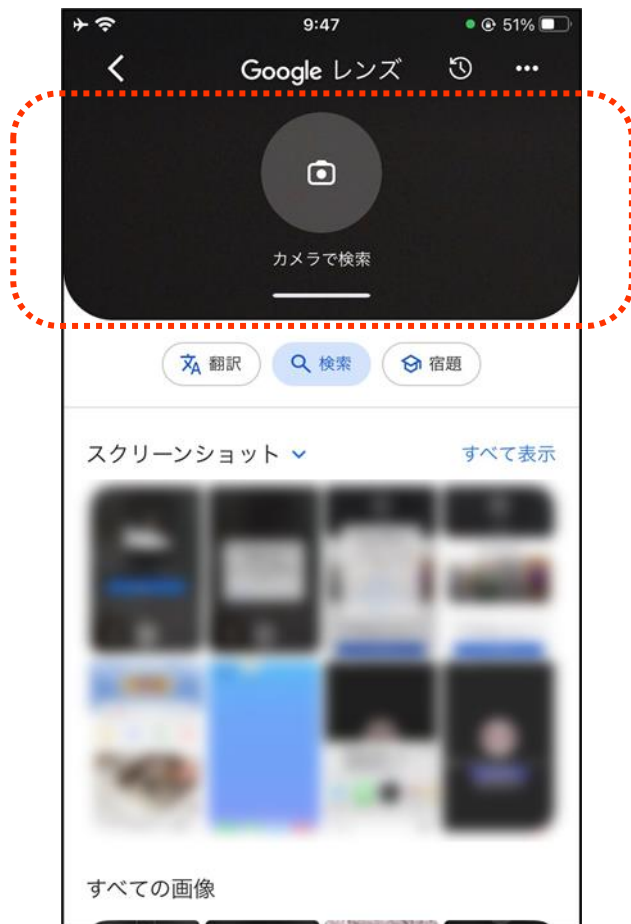 9:47
51%
Google レンズ
カメラで検索
翻訳 検索 宿題
スクリーンショット すべて表示
すべての画像